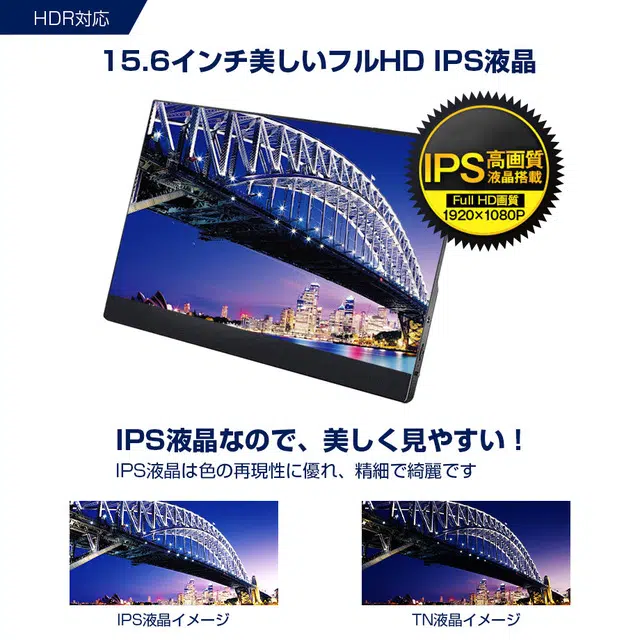 HDR対応
15.6インチ美しいフルHD IPS液晶
IPS高画質
液晶搭載
Full HD画質
1920×1080P
IPS液晶なので、美しく見やすい！
IPS液晶は色の再現性に優れ、精細で綺麗です
IPS液晶イメージ
TN液晶イメージ